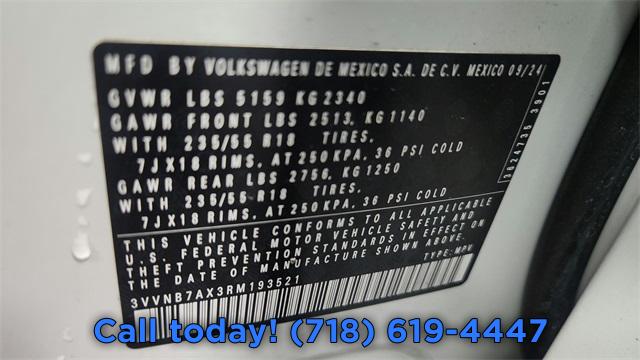 MFD BY VOLKSWAGEN DE MEXICO S.A. DE C.V. MEXICO 09/24
GVWR LBS 5159 KG 2340
GAWR FRONT LBS 2513, KG 1140
WITH 235/55 R18 TIRES,
7JX18 RIMS, AT 250 KPA, 36 PSI COLD
GAWR REAR LBS 2756, KG 1250
WITH 235/55 R18 TIRES,
7JX18 RIMS, AT 250 KPA, 36 PSI COLD
THIS VEHICLE CONFORMS TO ALL APPLICABLE
U.S. FEDERAL MOTOR VEHICLE SAFETY AND
THEFT PREVENTION STANDARDS IN EFFECT ON
THE DATE OF MANUFACTURE SHOWN ABOVE.
3VVNB7AX3RM193521 TYPE: MPV
3624735 3901
Call today! (718) 619-4447